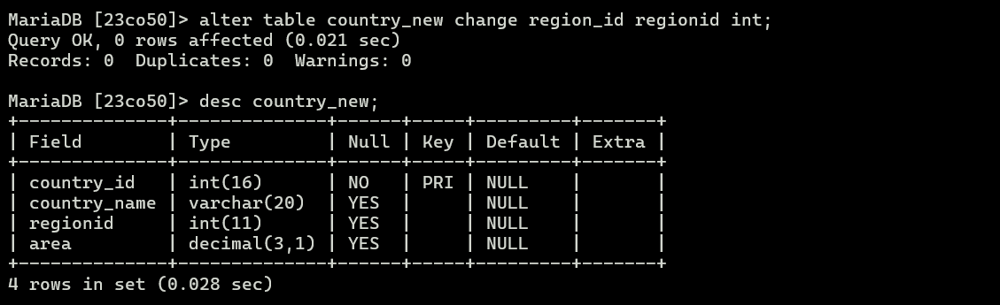 MariaDB [23co50]> alter table country_new change region_id regionid int;
Query OK, 0 rows affected (0.021 sec)
Records: 0  Duplicates: 0  Warnings: 0

MariaDB [23co50]> desc country_new;
+--------------+--------------+------+-----+---------+-------+
| Field        | Type         | Null | Key | Default | Extra |
+--------------+--------------+------+-----+---------+-------+
| country_id   | int(16)      | NO   | PRI | NULL    |       |
| country_name | varchar(20)  | YES  |     | NULL    |       |
| regionid     | int(11)      | YES  |     | NULL    |       |
| area         | decimal(3,1) | YES  |     | NULL    |       |
+--------------+--------------+------+-----+---------+-------+
4 rows in set (0.028 sec)